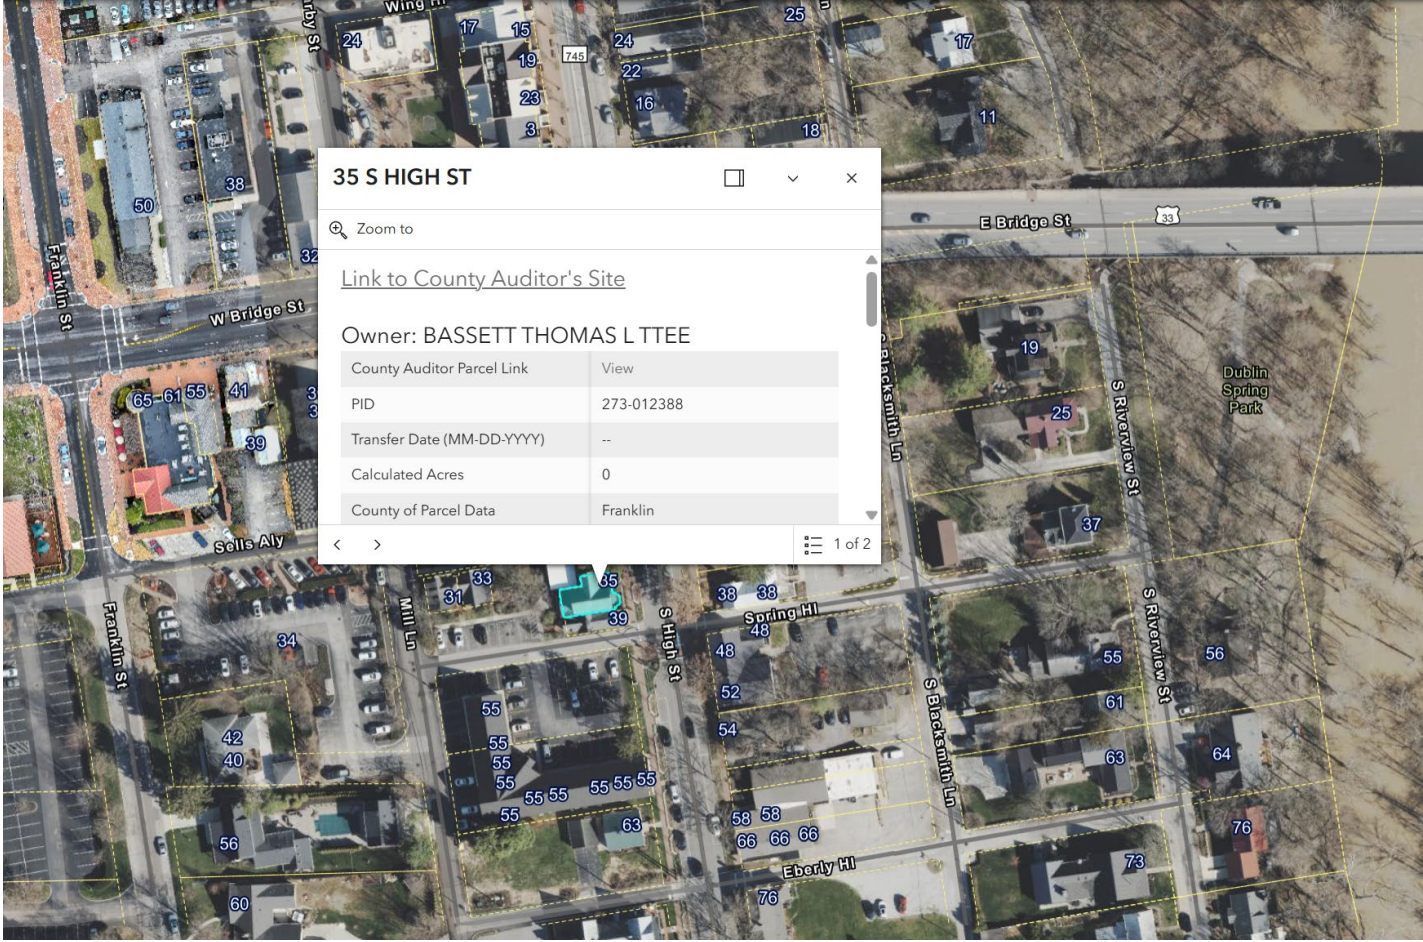 Wing Hl
24
17
15
745
19
23
3
24
22
16
25
18
17
11
50
38
32
Franklin St
W Bridge St
E Bridge St
33
35 S HIGH ST
Zoom to
Link to County Auditor's Site
Owner: BASSETT THOMAS L TTEE
County Auditor Parcel Link View
PID 273-012388
Transfer Date (MM-DD-YYYY) --
Calculated Acres 0
County of Parcel Data Franklin
1 of 2
65
61
55
41
39
Sells Aly
19
25
37
Dublin
Spring
Park
S Blacksmith Ln
S Riverview St
33
31
35
39
38
38
Spring Hl
48
48
52
54
Franklin St
Mill Ln
S High St
34
42
40
56
60
55
55
55
55
55
55
55
55
55
55
63
58
58
66
66
66
Eberly Hl
76
S Blacksmith Ln
S Riverview St
55
56
61
63
64
76
73